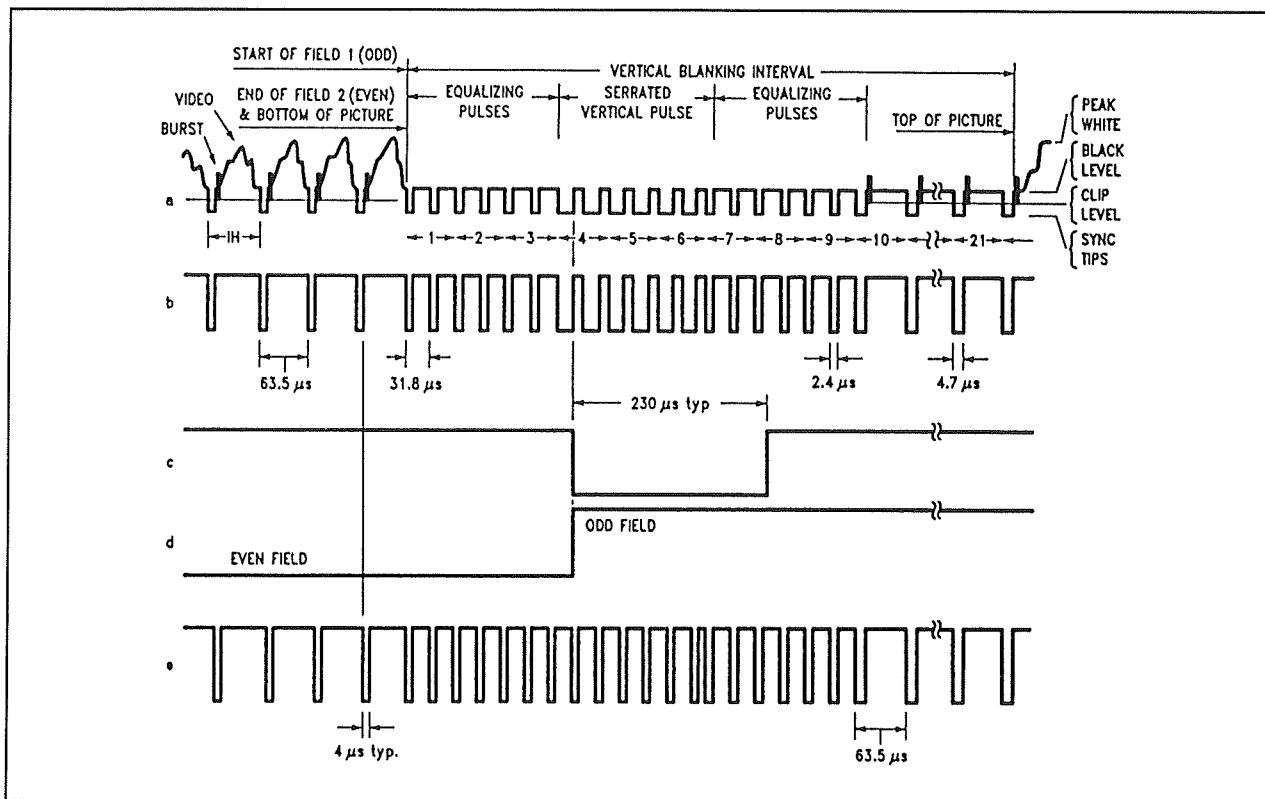 START OF FIELD 1 (ODD)
VERTICAL BLANKING INTERVAL
VIDEO
BURST
END OF FIELD 2 (EVEN)
& BOTTOM OF PICTURE
EQUALIZING
PULSES
SERRATED
VERTICAL PULSE
EQUALIZING
PULSES
TOP OF PICTURE
PEAK
WHITE
BLACK
LEVEL
CLIP
LEVEL
SYNC
TIPS
a
1H
1 2 3 4 5 6 7 8 9 10 21
b
63.5 μs
31.8 μs
2.4 μs
4.7 μs
230 μs typ
c
ODD FIELD
d
EVEN FIELD
e
4 μs typ.
63.5 μs